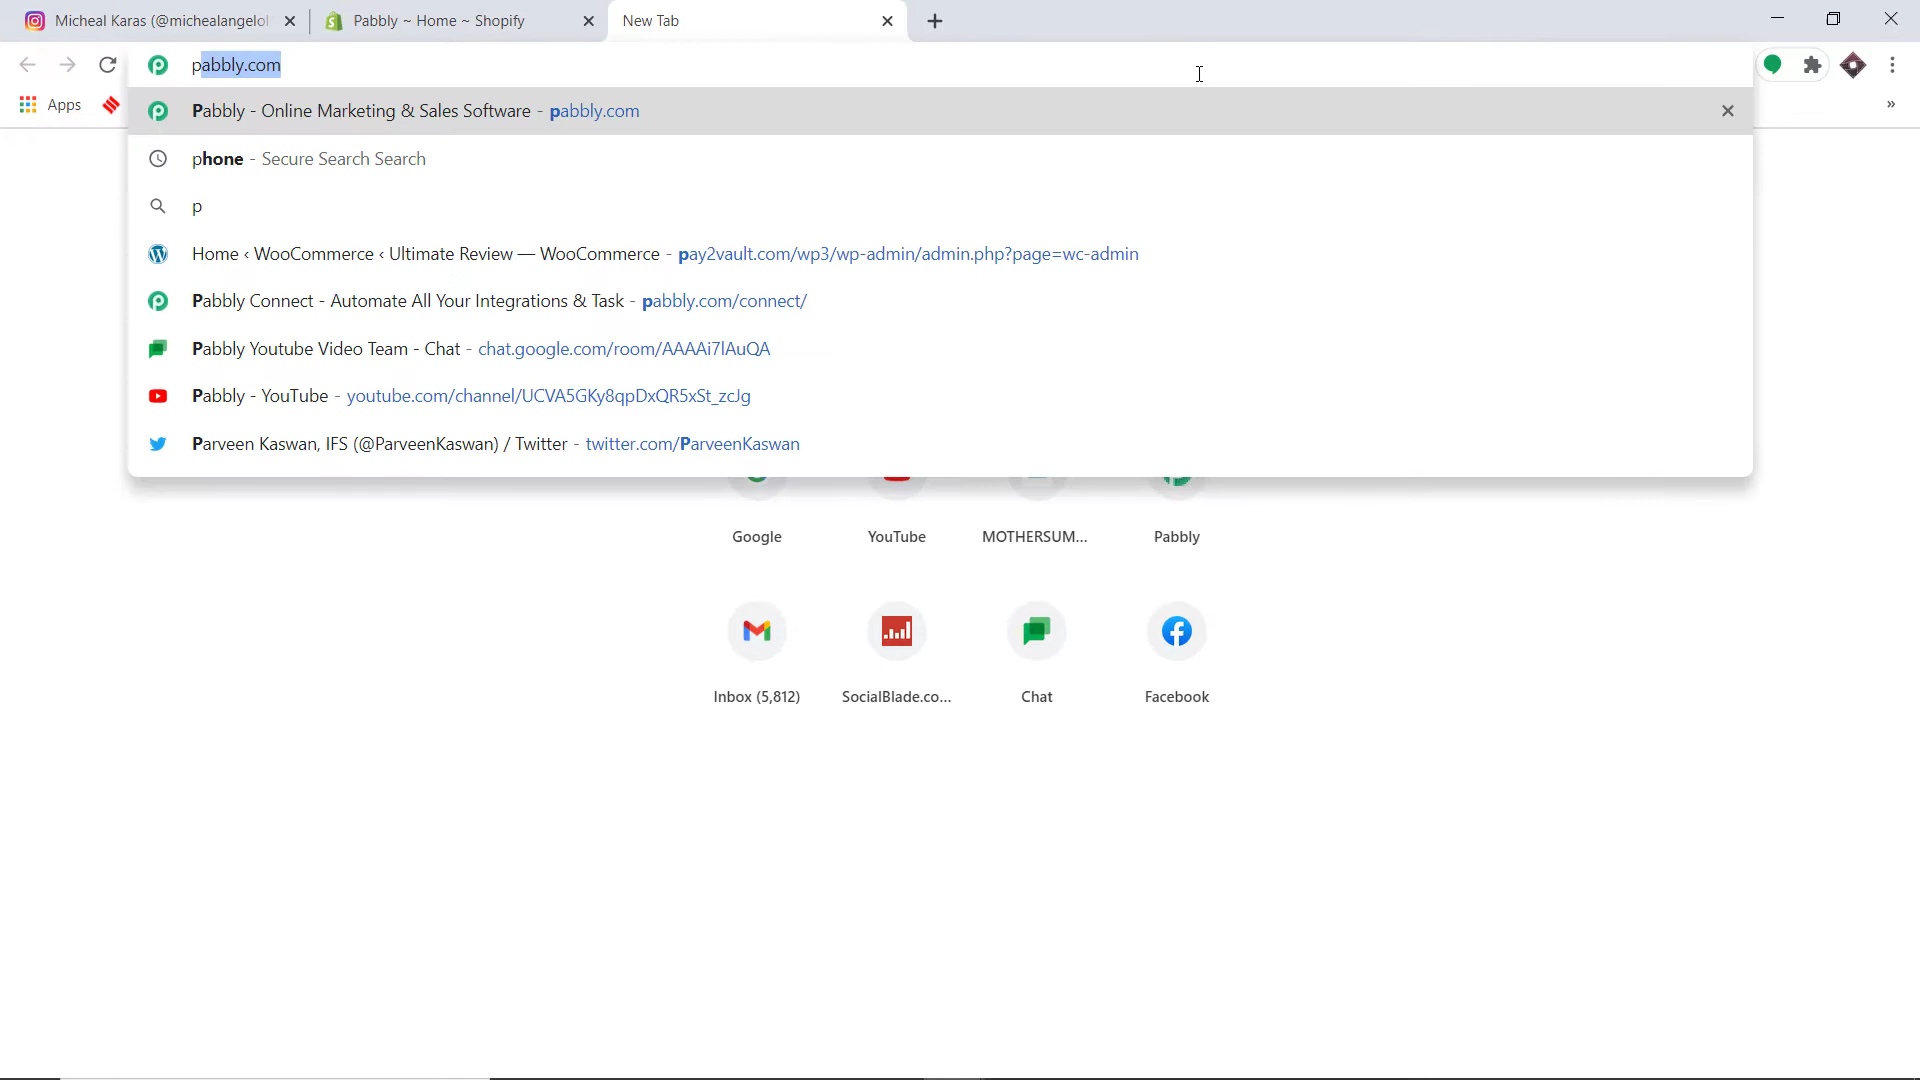 Micheal Karas (@michealangelol
Pabbly ~ Home ~ Shopify
New Tab
pabbly.com
Apps
Pabbly - Online Marketing & Sales Software - pabbly.com
phone - Secure Search Search
p
Home ‹ WooCommerce ‹ Ultimate Review — WooCommerce - pay2vault.com/wp3/wp-admin/admin.php?page=wc-admin
Pabbly Connect - Automate All Your Integrations & Task - pabbly.com/connect/
Pabbly Youtube Video Team - Chat - chat.google.com/room/AAAAi7lAuQA
Pabbly - YouTube - youtube.com/channel/UCVA5GKy8qpDxQR5xSt_zcJg
Parveen Kaswan, IFS (@ParveenKaswan) / Twitter - twitter.com/ParveenKaswan
Google YouTube MOTHERSUM... Pabbly
Inbox (5,812) SocialBlade.co... Chat Facebook